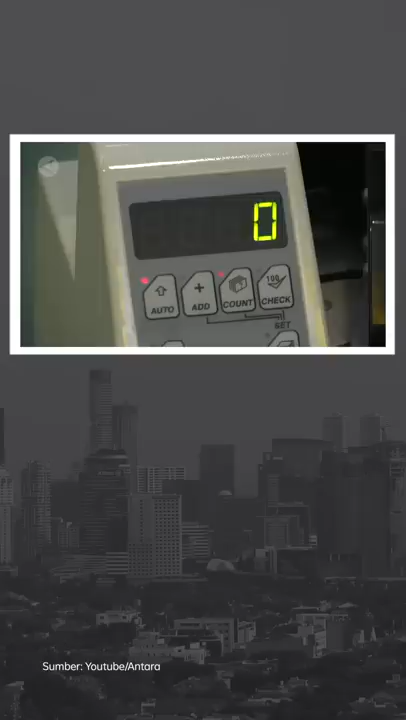 0
AUTO
ADD
COUNT
100
CHECK
SET
Sumber: Youtube/Antara